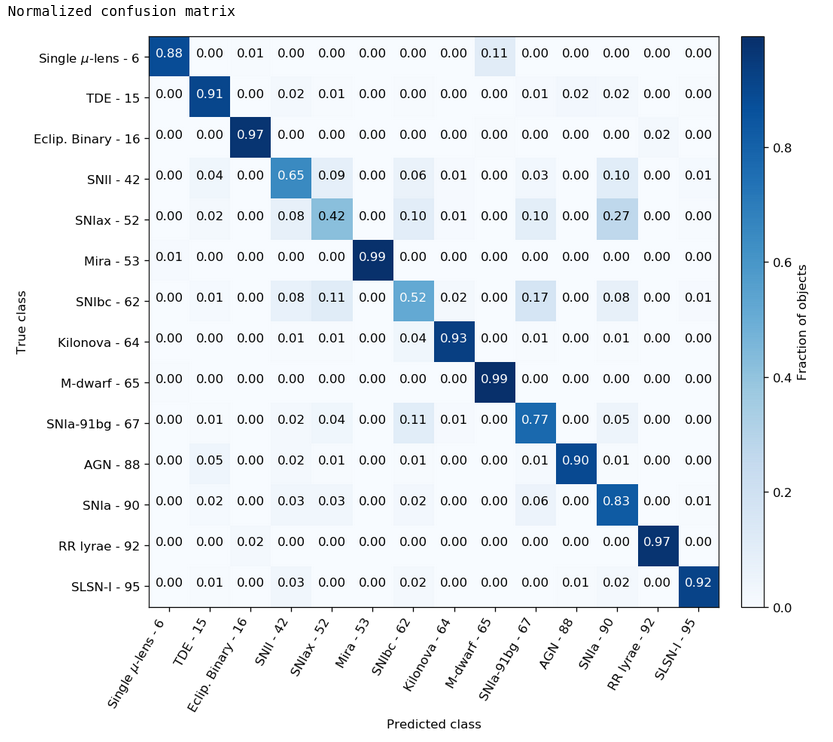 Normalized confusion matrix
Single μ-lens - 6 0.88 0.00 0.01 0.00 0.00 0.00 0.00 0.00 0.11 0.00 0.00 0.00 0.00 0.00
TDE - 15 0.00 0.91 0.00 0.02 0.01 0.00 0.00 0.00 0.00 0.01 0.02 0.02 0.00 0.00
Eclip. Binary - 16 0.00 0.00 0.97 0.00 0.00 0.00 0.00 0.00 0.00 0.00 0.00 0.00 0.02 0.00
SNII - 42 0.00 0.04 0.00 0.65 0.09 0.00 0.06 0.01 0.00 0.03 0.00 0.10 0.00 0.01
SNIax - 52 0.00 0.02 0.00 0.08 0.42 0.00 0.10 0.01 0.00 0.10 0.00 0.27 0.00 0.00
Mira - 53 0.01 0.00 0.00 0.00 0.00 0.99 0.00 0.00 0.00 0.00 0.00 0.00 0.00 0.00
SNIbc - 62 0.00 0.01 0.00 0.08 0.11 0.00 0.52 0.02 0.00 0.17 0.00 0.08 0.00 0.01
Kilonova - 64 0.00 0.00 0.00 0.01 0.01 0.00 0.04 0.93 0.00 0.01 0.00 0.01 0.00 0.00
M-dwarf - 65 0.00 0.00 0.00 0.00 0.00 0.00 0.00 0.00 0.99 0.00 0.00 0.00 0.00 0.00
SNIa-91bg - 67 0.00 0.01 0.00 0.02 0.04 0.00 0.11 0.01 0.00 0.77 0.00 0.05 0.00 0.00
AGN - 88 0.00 0.05 0.00 0.02 0.01 0.00 0.01 0.00 0.00 0.01 0.90 0.01 0.00 0.00
SNIa - 90 0.00 0.02 0.00 0.03 0.03 0.00 0.02 0.00 0.00 0.06 0.00 0.83 0.00 0.01
RR lyrae - 92 0.00 0.00 0.02 0.00 0.00 0.00 0.00 0.00 0.00 0.00 0.00 0.00 0.97 0.00
SLSN-I - 95 0.00 0.01 0.00 0.03 0.00 0.00 0.02 0.00 0.00 0.00 0.01 0.02 0.00 0.92
Single μ-lens - 6
TDE - 15
Eclip. Binary - 16
SNII - 42
SNIax - 52
Mira - 53
SNIbc - 62
Kilonova - 64
M-dwarf - 65
SNIa-91bg - 67
AGN - 88
SNIa - 90
RR lyrae - 92
SLSN-I - 95
Predicted class
True class
0.8
0.6
0.4
0.2
0.0
Fraction of objects